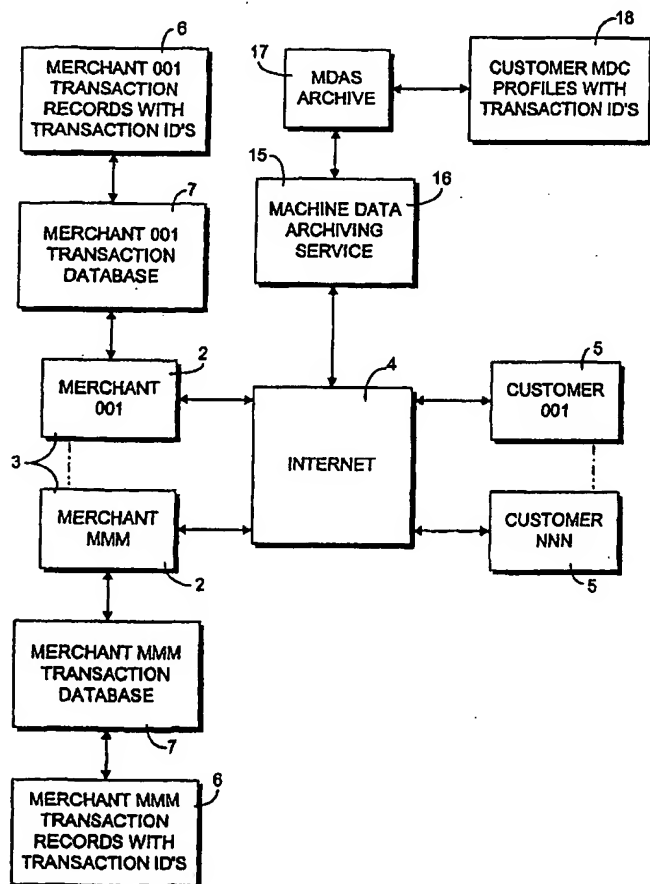 6
MERCHANT 001
TRANSACTION
RECORDS WITH
TRANSACTION ID'S
17
MDAS
ARCHIVE
18
CUSTOMER MDC
PROFILES WITH
TRANSACTION ID'S
7
MERCHANT 001
TRANSACTION
DATABASE
15
16
MACHINE DATA
ARCHIVING
SERVICE
2
MERCHANT
001
4
INTERNET
5
CUSTOMER
001
3
MERCHANT
MMM
2
CUSTOMER
NNN
5
MERCHANT MMM
TRANSACTION
DATABASE
7
6
MERCHANT MMM
TRANSACTION
RECORDS WITH
TRANSACTION ID'S